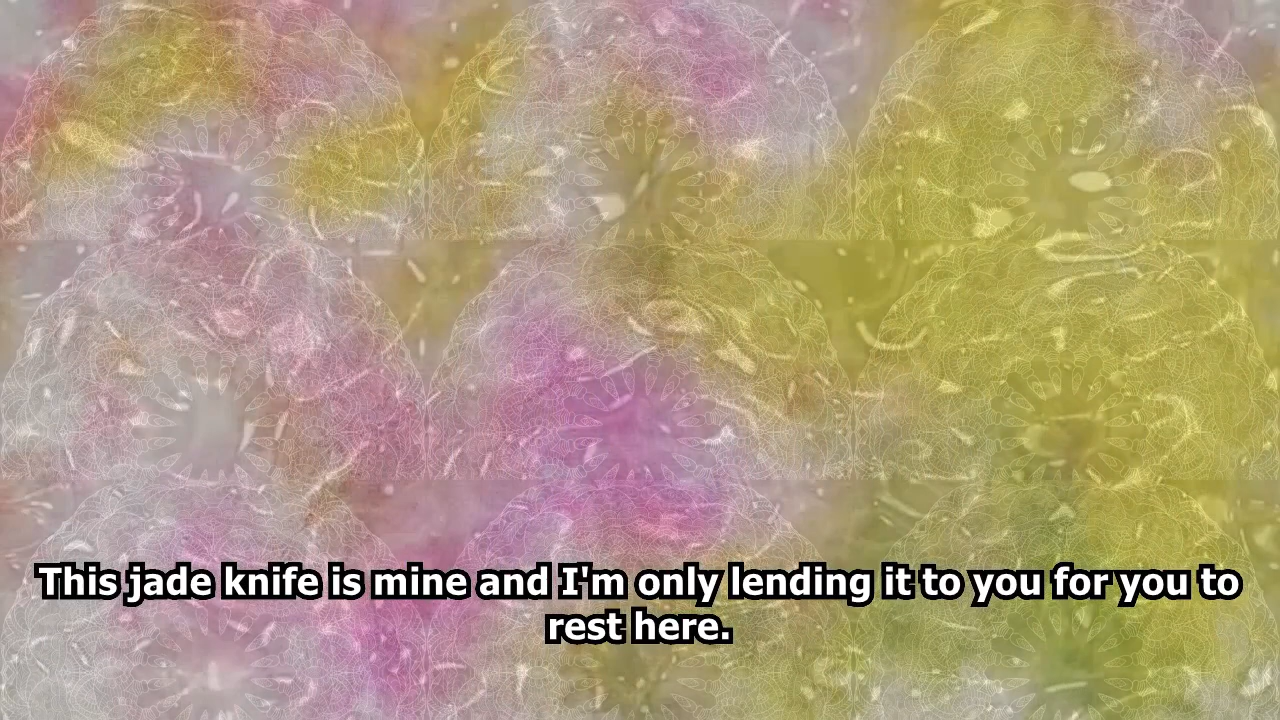 This jade knife is mine and I'm only lending it to you for you to
rest here.